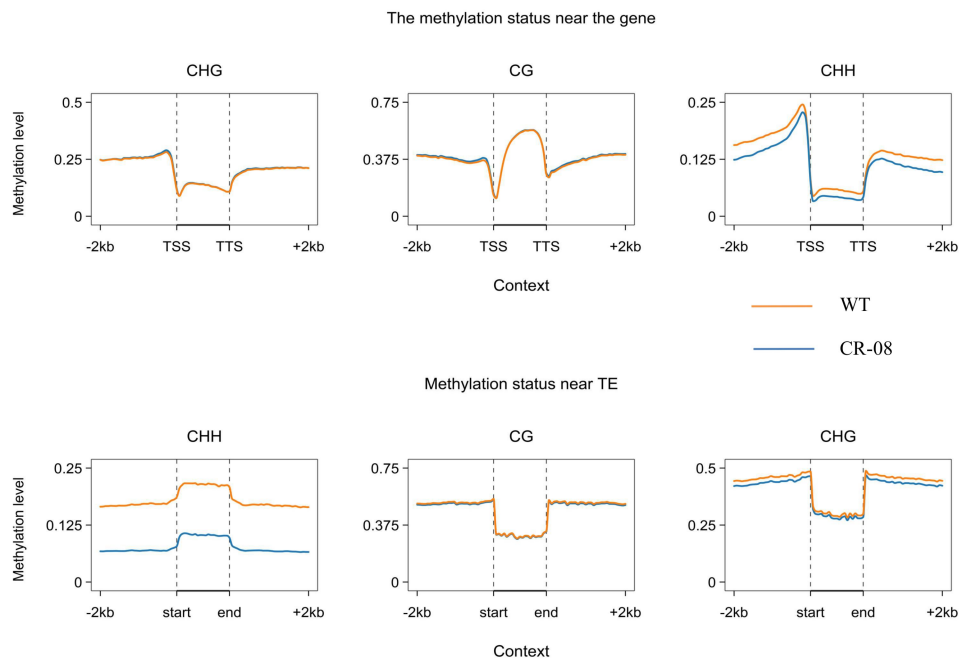 The methylation status near the gene
CHG
CG
CHH
Methylation level
0.5
0.25
0
-2kb
TSS
TTS
+2kb
0.75
0.375
0
-2kb
TSS
TTS
+2kb
0.25
0.125
0
-2kb
TSS
TTS
+2kb
Context
WT
CR-08
Methylation status near TE
CHH
CG
CHG
Methylation level
0.25
0.125
0
-2kb
start
end
+2kb
0.75
0.375
0
-2kb
start
end
+2kb
0.5
0.25
0
-2kb
start
end
+2kb
Context